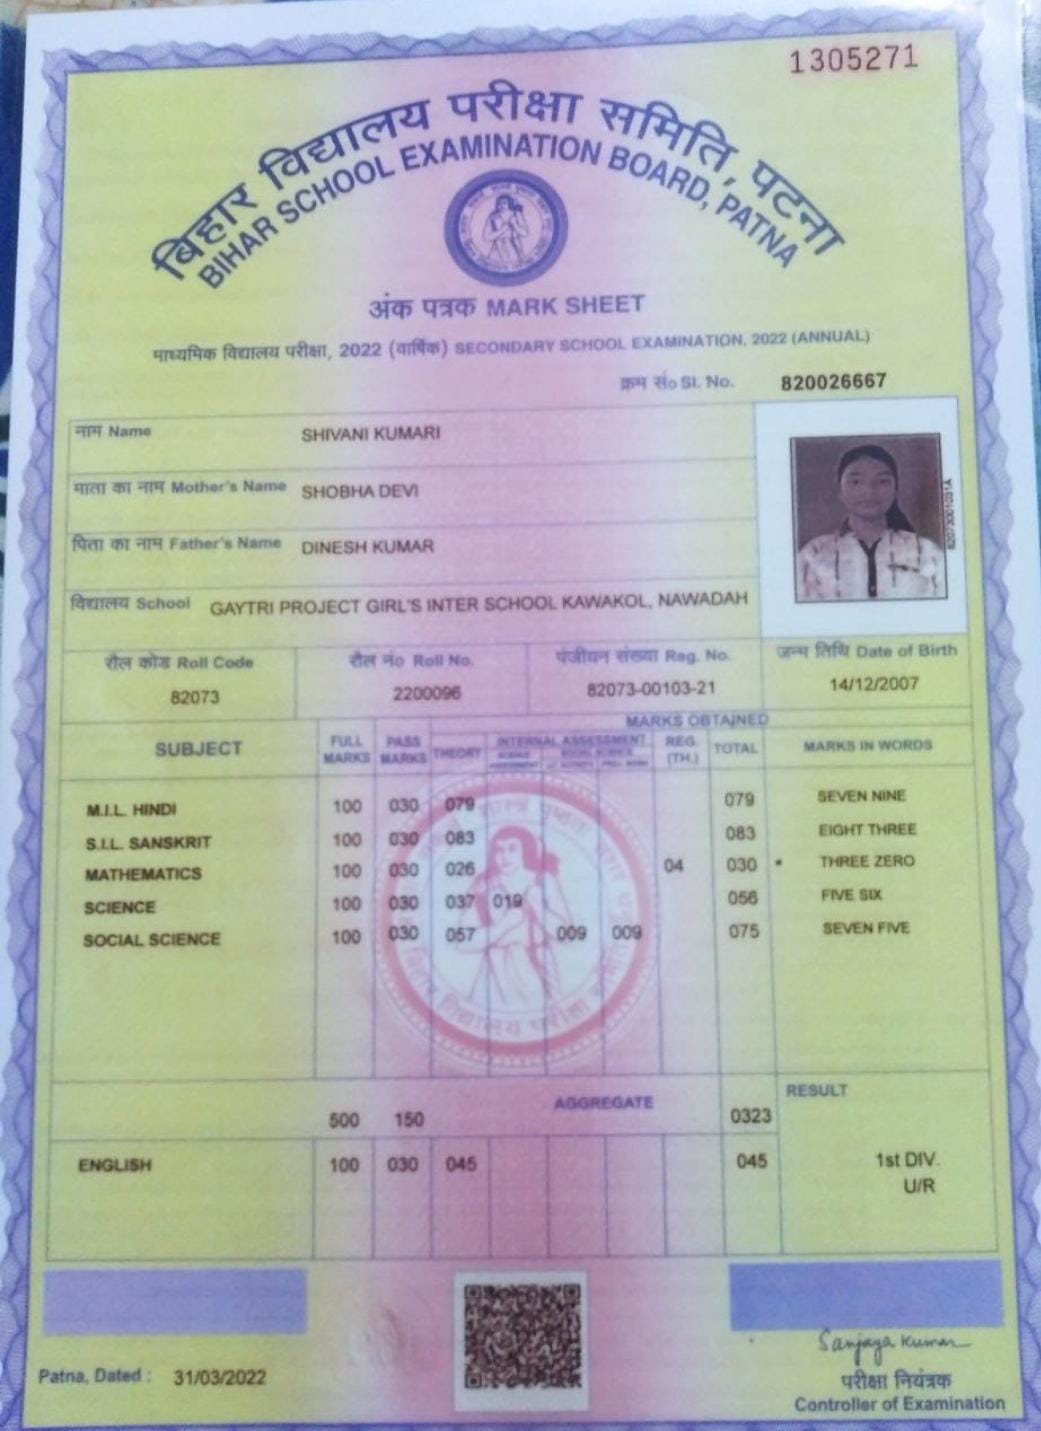 1305271
बिहार विद्यालय परीक्षा समिति, पटना
BIHAR SCHOOL EXAMINATION BOARD, PATNA
अंक पत्रक MARK SHEET
माध्यमिक विद्यालय परीक्षा, 2022 (वार्षिक) SECONDARY SCHOOL EXAMINATION, 2022 (ANNUAL)
क्रम सं० Sl. No. 820026667
नाम Name SHIVANI KUMARI
माता का नाम Mother's Name SHOBHA DEVI
पिता का नाम Father's Name DINESH KUMAR
विद्यालय School GAYTRI PROJECT GIRL'S INTER SCHOOL KAWAKOL, NAWADAH
रौल कोड Roll Code रौल नं० Roll No. पंजीयन संख्या Reg. No. जन्म तिथि Date of Birth
82073 2200096 82073-00103-21 14/12/2007
MARKS OBTAINED
SUBJECT FULL MARKS PASS MARKS THEORY INTERNAL ASSESSMENT REG. (TH.) TOTAL MARKS IN WORDS
M.I.L. HINDI 100 030 079 079 SEVEN NINE
S.I.L. SANSKRIT 100 030 083 083 EIGHT THREE
MATHEMATICS 100 030 026 04 030 * THREE ZERO
SCIENCE 100 030 037 019 056 FIVE SIX
SOCIAL SCIENCE 100 030 057 009 009 075 SEVEN FIVE
RESULT
500 150 AGGREGATE 0323
ENGLISH 100 030 045 045 1st DIV.
U/R
Sanjaya Kumar
Patna, Dated : 31/03/2022
परीक्षा नियंत्रक
Controller of Examination